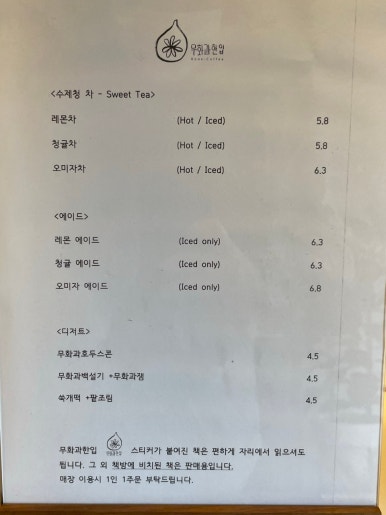 무화과한입
<수제청 차 - Sweet Tea>
레몬차 (Hot / Iced) 5.8
청귤차 (Hot / Iced) 5.8
오미자차 (Hot / Iced) 6.3
<에이드>
레몬 에이드 (Iced only) 6.3
청귤 에이드 (Iced only) 6.3
오미자 에이드 (Iced only) 6.8
<디저트>
무화과호두스콘 4.5
무화과백설기 +무화과잼 4.5
쑥개떡 +팥조림 4.5
무화과한입 스티커가 붙여진 책은 편하게 자리에서 읽으셔도
됩니다. 그 외 책방에 비치된 책은 판매용입니다.
매장 이용시 1인 1주문 부탁드립니다.